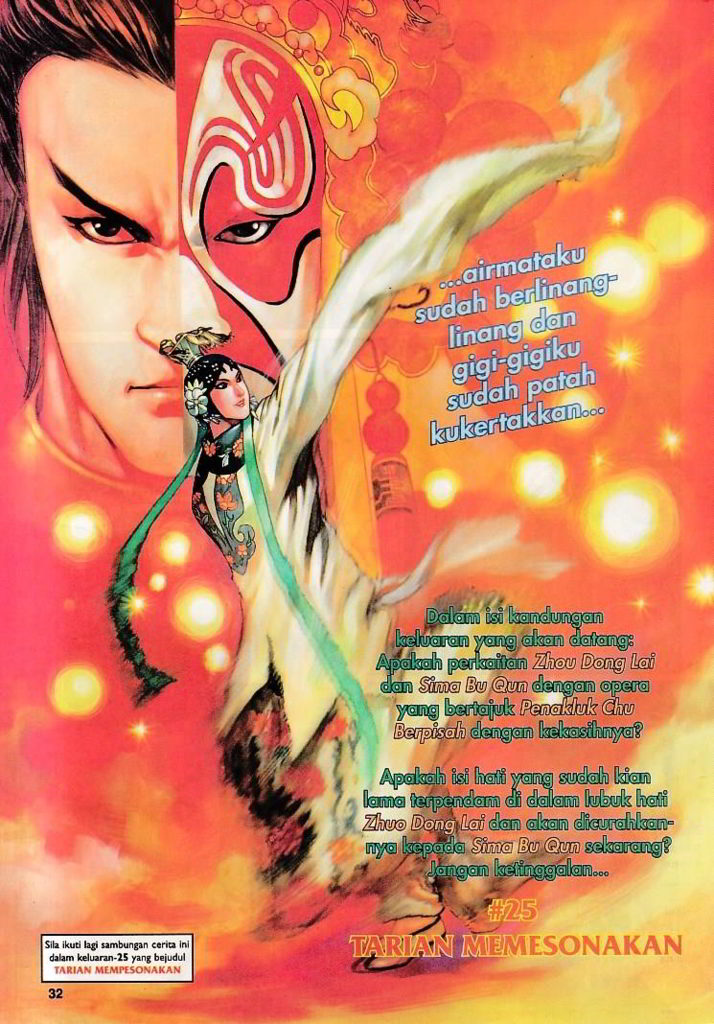 ...airmataku
sudah berlinang-
linang dan
gigi-gigiku
sudah patah
kukertakkan...
Dalam isi kandungan
keluaran yang akan datang:
Apakah perkaitan Zhou Dong Lai
dan Sima Bu Qun dengan opera
yang bertajuk Penakluk Chu
Berpisah dengan kekasihnya?
Apakah isi hati yang sudah kian
lama terpendam di dalam lubuk hati
Zhuo Dong Lai dan akan dicurahkan-
nya kepada Sima Bu Qun sekarang?
Jangan ketinggalan...
#25
TARIAN MEMESONAKAN
Sila ikuti lagi sambungan cerita ini
dalam keluaran-25 yang bejudul
TARIAN MEMPESONAKAN
32